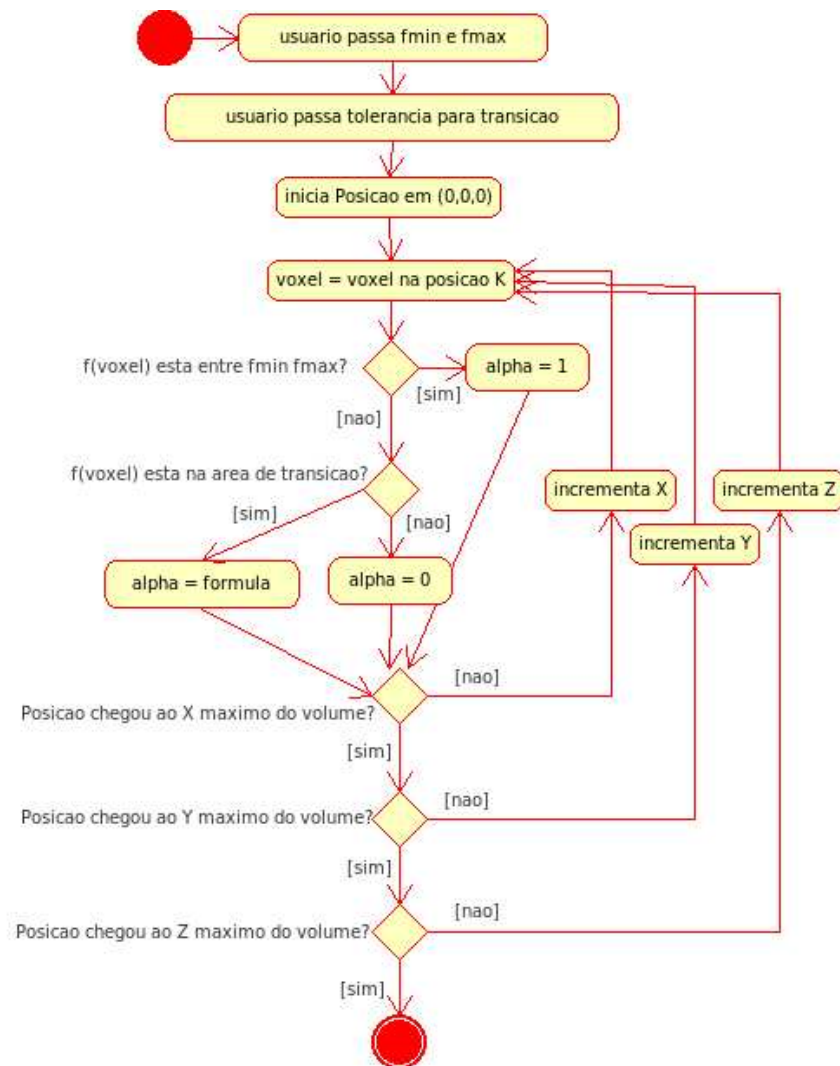 usuario passa fmin e fmax
usuario passa tolerancia para transicao
inicia Posicao em (0,0,0)
voxel = voxel na posicao K
f(voxel) esta entre fmin fmax?
alpha = 1
[sim]
[nao]
f(voxel) esta na area de transicao?
incrementa X
incrementa Z
[sim]
[nao]
incrementa Y
alpha = formula
alpha = 0
[nao]
Posicao chegou ao X maximo do volume?
[sim]
[nao]
Posicao chegou ao Y maximo do volume?
[sim]
[nao]
Posicao chegou ao Z maximo do volume?
[sim]